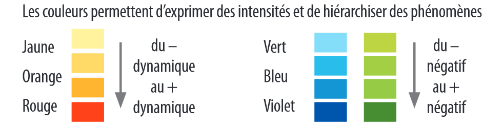 Les couleurs permettent d'exprimer des intensités et de hiérarchiser des phénomènes
Jaune
Orange
Rouge
du –
dynamique
au +
dynamique
Vert
Bleu
Violet
du –
négatif
au +
négatif